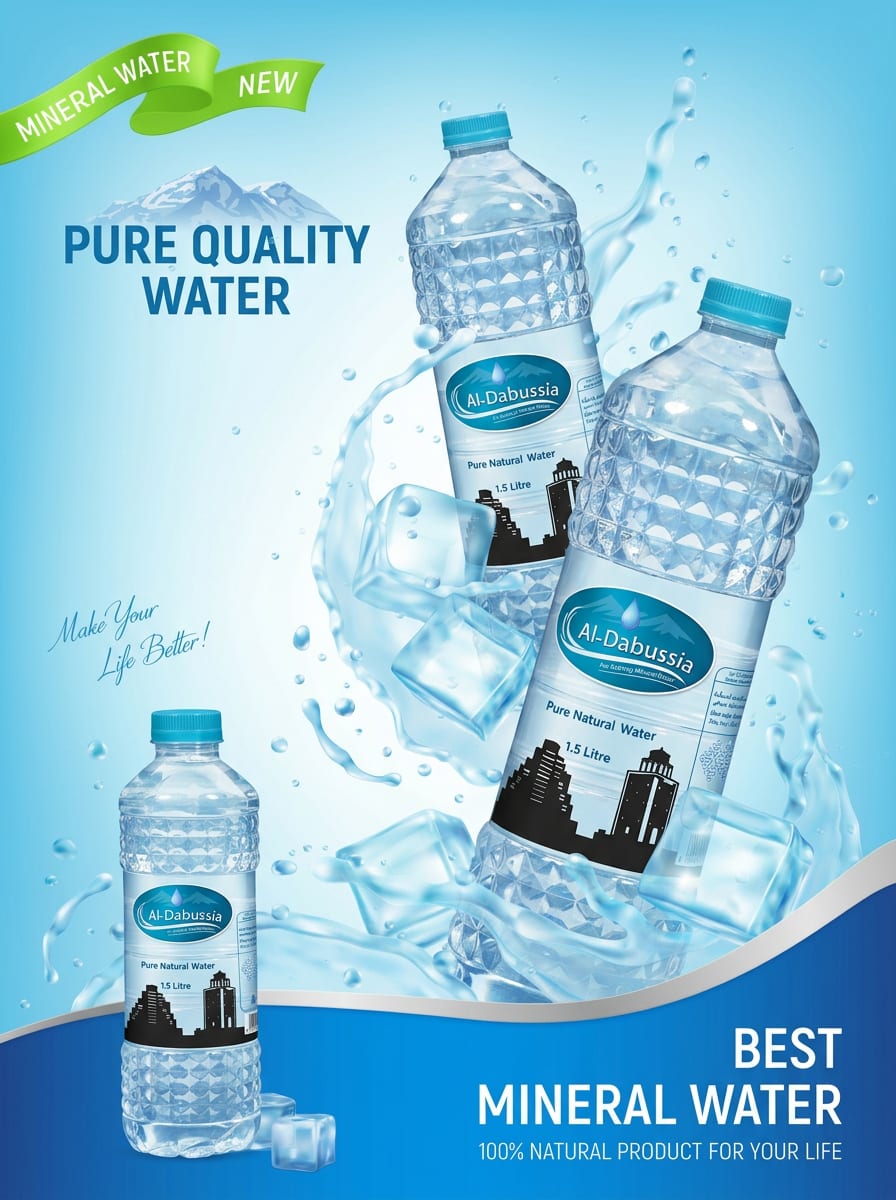 MINERAL WATER NEW
PURE QUALITY
WATER
Al-Dabussia
Pure Natural Water
1.5 Litre
Al-Dabussia
Pure Natural Water
1.5 Litre
Make Your
Life Better!
Al-Dabussia
Pure Natural Water
1.5 Litre
BEST
MINERAL WATER
100% NATURAL PRODUCT FOR YOUR LIFE